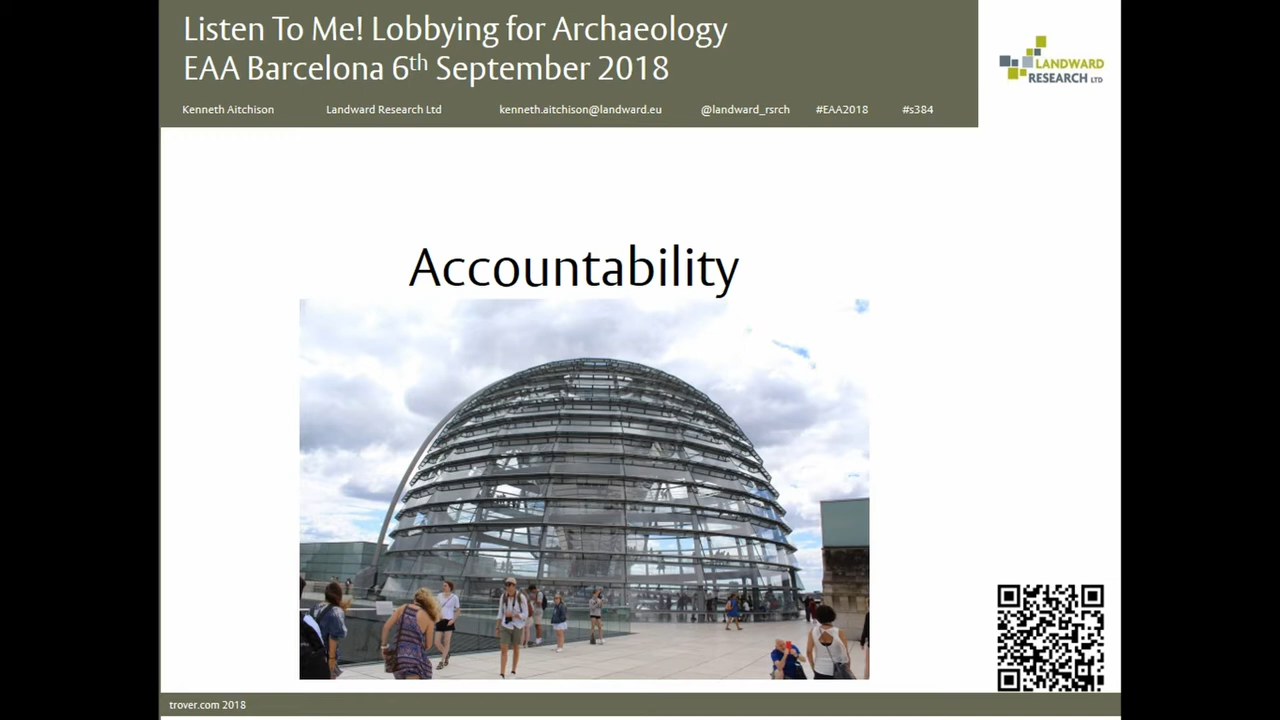 Listen To Me! Lobbying for Archaeology
EAA Barcelona 6th September 2018
Kenneth Aitchison Landward Research Ltd kenneth.aitchison@landward.eu @landward_rsrch #EAA2018 #s384
LANDWARD
RESEARCH LTD
Accountability
trover.com 2018